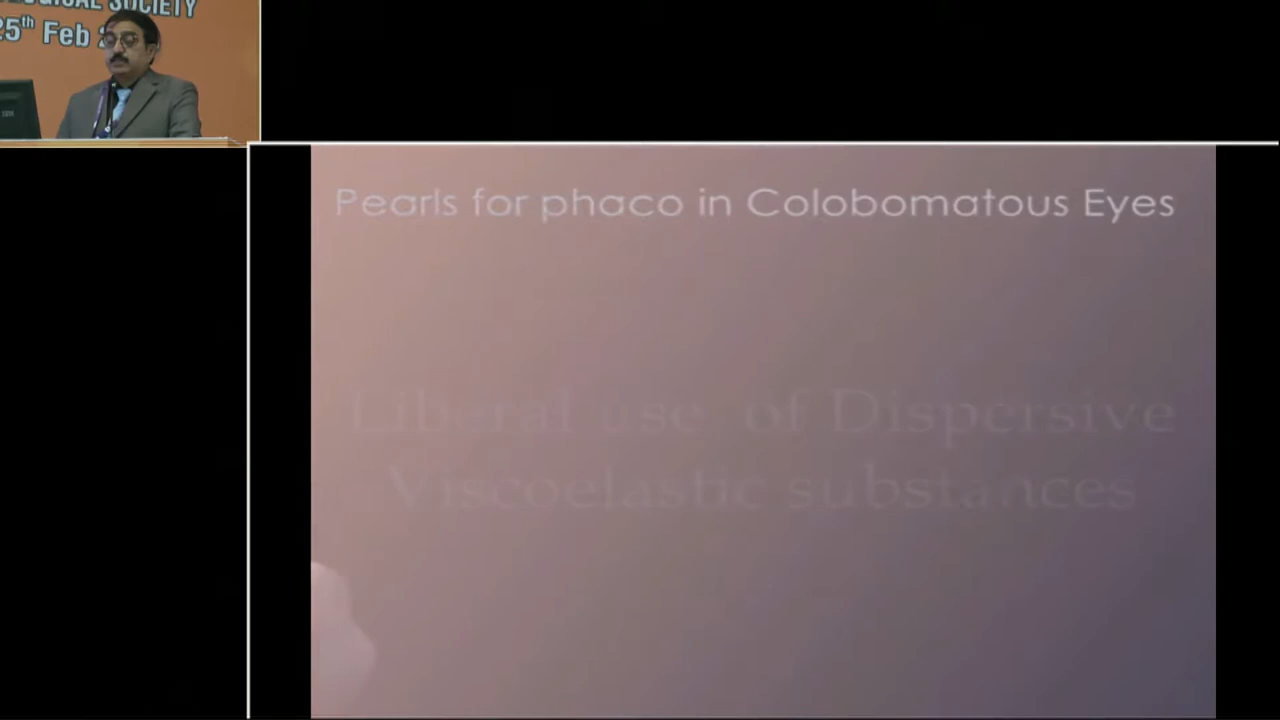 SOCIETY
25th Feb
Pearls for phaco in Colobomatous Eyes
Liberal use of Dispersive
Viscoelastic substances